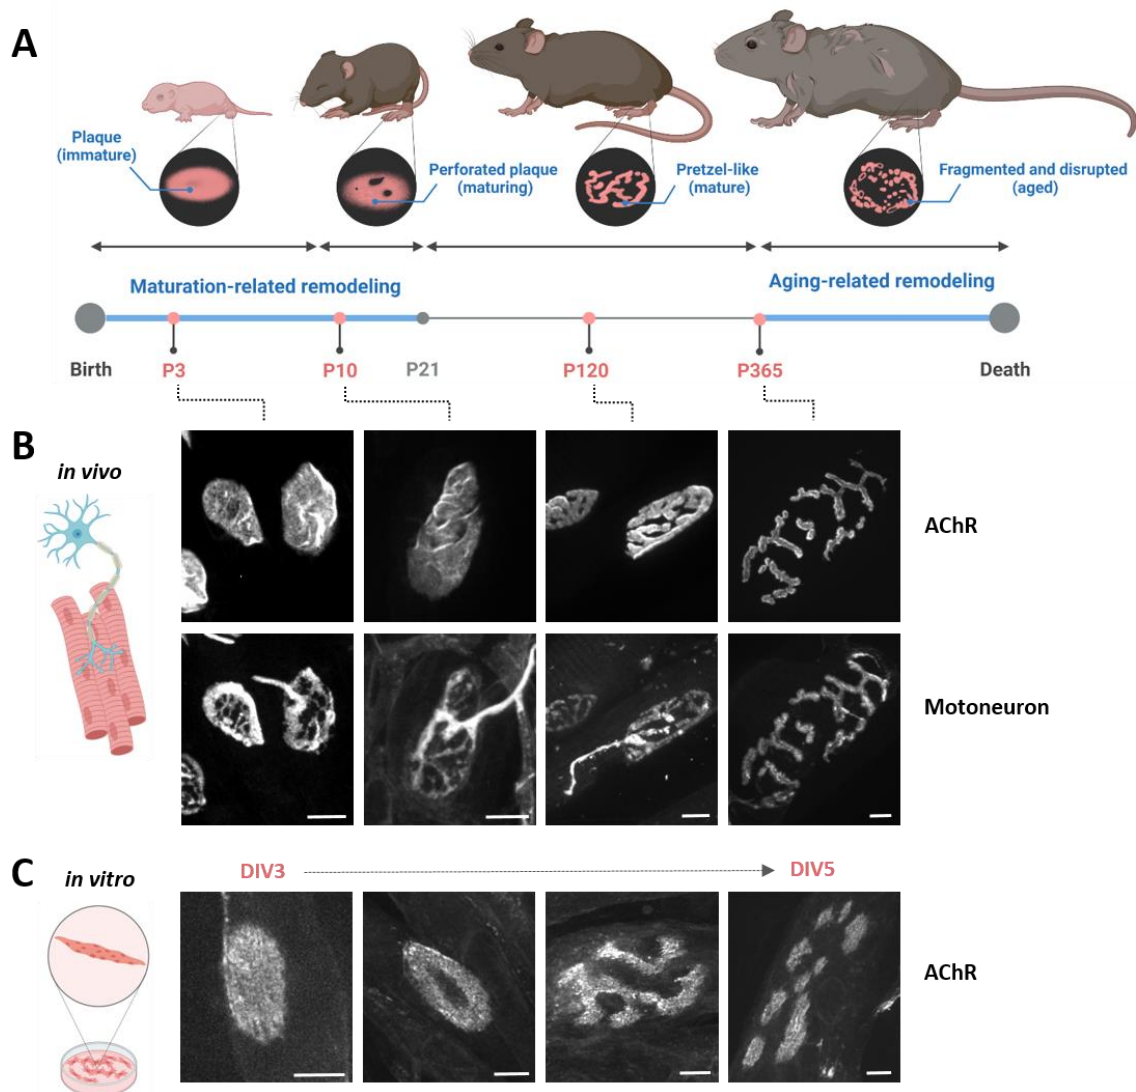 A
Plaque
(immature)
Perforated plaque
(maturing)
Pretzel-like
(mature)
Fragmented and disrupted
(aged)
Maturation-related remodeling
Aging-related remodeling
Birth
P3
P10
P21
P120
P365
Death
B
in vivo
AChR
Motoneuron
C
in vitro
DIV3
DIV5
AChR